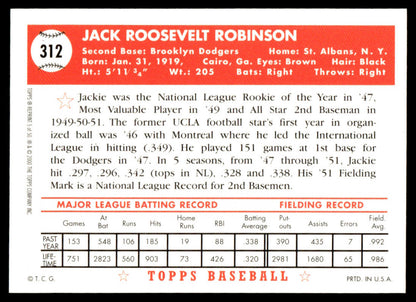 312
JACK ROOSEVELT ROBINSON
Second Base: Brooklyn Dodgers Home: St. Albans, N. Y.
Born: Jan. 31, 1919, Cairo, Ga. Eyes: Brown Hair: Black
Ht.: 5' 11 3/4" Wt.: 205 Bats: Right Throws: Right
Jackie was the National League Rookie of the Year in '47,
Most Valuable Player in '49 and All Star 2nd Baseman in
1949-50-51. The former UCLA football star's first year in organ-
ized ball was '46 with Montreal where he led the International
League in hitting (.349). He played 151 games at 1st base for
the Dodgers in '47. In 5 seasons, from '47 through '51, Jackie
hit .297, .296, .342 (tops in NL), .328 and .338. His '51 Fielding
Mark is a National League Record for 2nd Basemen.
MAJOR LEAGUE BATTING RECORD FIELDING RECORD
Games At Bat Runs Hits Home Runs RBI Batting Average Put-outs Assists Errors Field. Avg.
PAST YEAR 153 548 106 185 19 88 .338 390 435 7 .992
LIFE-TIME 751 2823 560 903 73 426 .320 2081 1260 65 .986
© T. C. G. TOPPS BASEBALL PRTD. IN U.S.A.